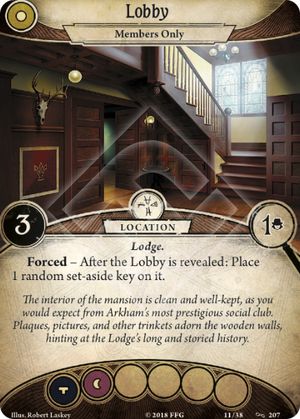 Lobby
Members Only
3
LOCATION
1
Lodge.
Forced – After the Lobby is revealed: Place
1 random set-aside key on it.
The interior of the mansion is clean and well-kept, as you
would expect from Arkham's most prestigious social club.
Plaques, pictures, and other trinkets adorn the wooden walls,
hinting at the Lodge's long and storied history.
Illus. Robert Laskey
© 2018 FFG
11/38
207